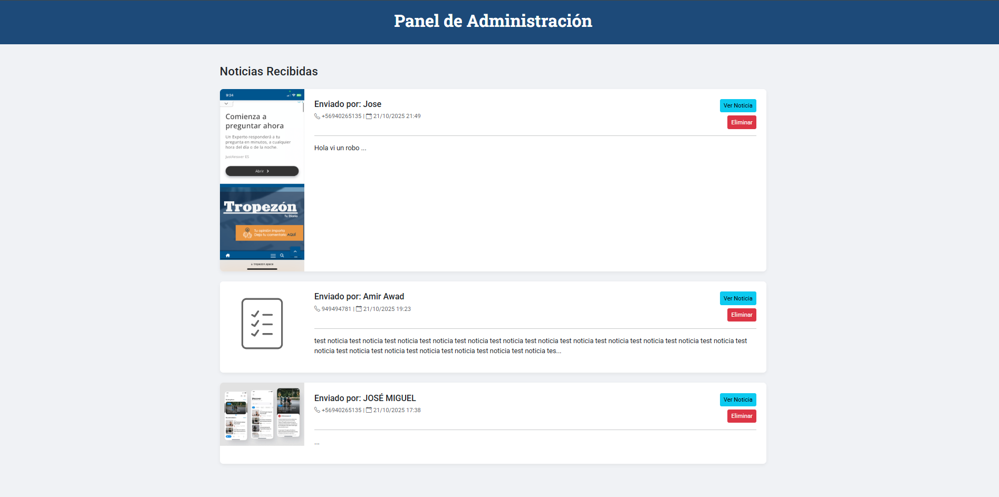 Panel de Administración
Noticias Recibidas
9:24
Comienza a
preguntar ahora
Un Experto responderá a tu
pregunta en minutos, a cualquier
hora del día o de la noche.
JustAnswer ES
Abrir
Tropezón
Tu Diario
Tu opinión importa
Deja tu comentario AQUÍ
tropezon.space
Enviado por: Jose
+56940265135 | 21/10/2025 21:49
Ver Noticia
Eliminar
Hola vi un robo ...
Enviado por: Amir Awad
949494781 | 21/10/2025 19:23
Ver Noticia
Eliminar
test noticia test noticia test noticia test noticia test noticia test noticia test noticia test noticia test noticia test noticia test noticia test noticia test
noticia test noticia test noticia test noticia test noticia test noticia test noticia tes...
Discover
Enviado por: JOSÉ MIGUEL
+56940265135 | 21/10/2025 17:38
Ver Noticia
Eliminar
...